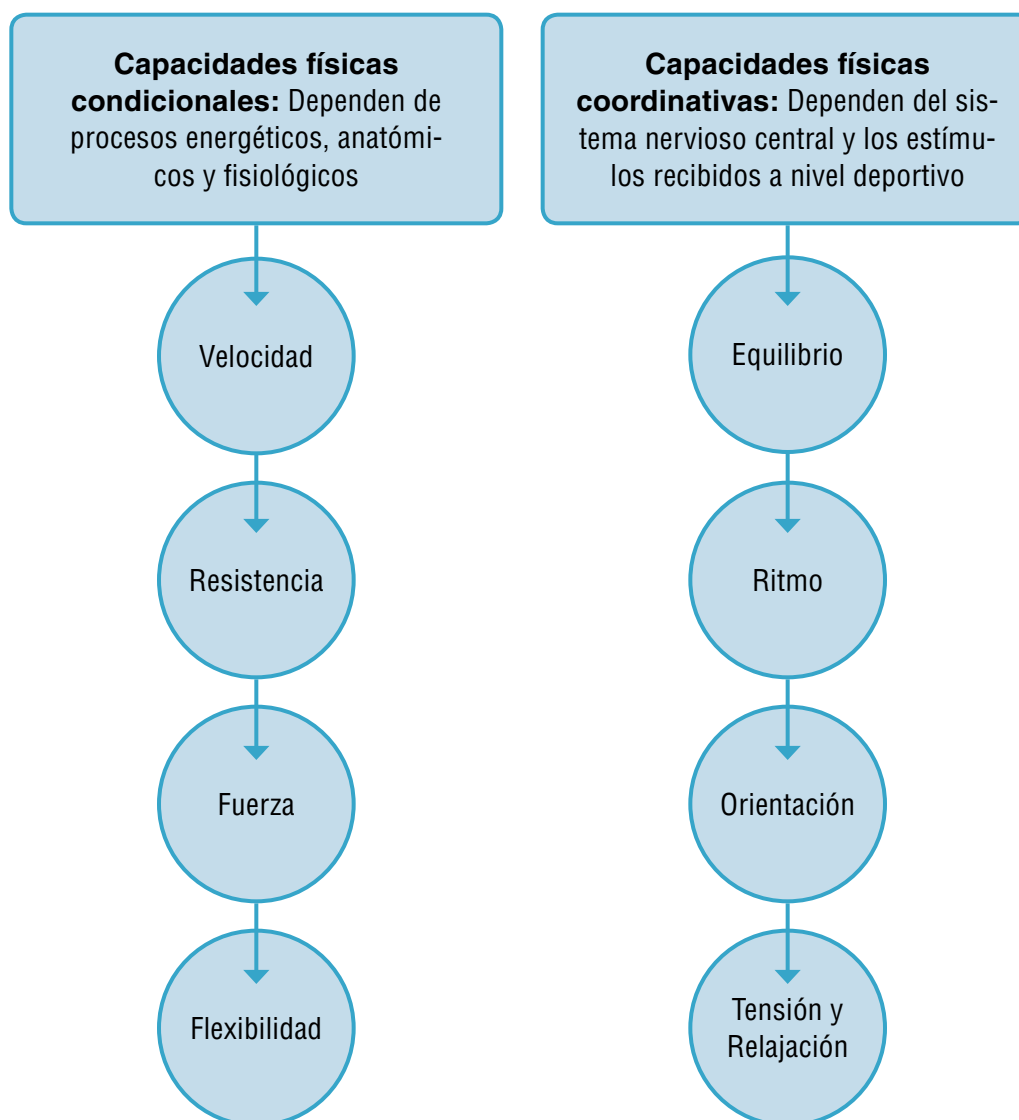 Capacidades físicas
condicionales: Dependen de
procesos energéticos, anatómi-
cos y fisiológicos
Velocidad
Resistencia
Fuerza
Flexibilidad
Capacidades físicas
coordinativas: Dependen del sis-
tema nervioso central y los estímu-
los recibidos a nivel deportivo
Equilibrio
Ritmo
Orientación
Tensión y
Relajación